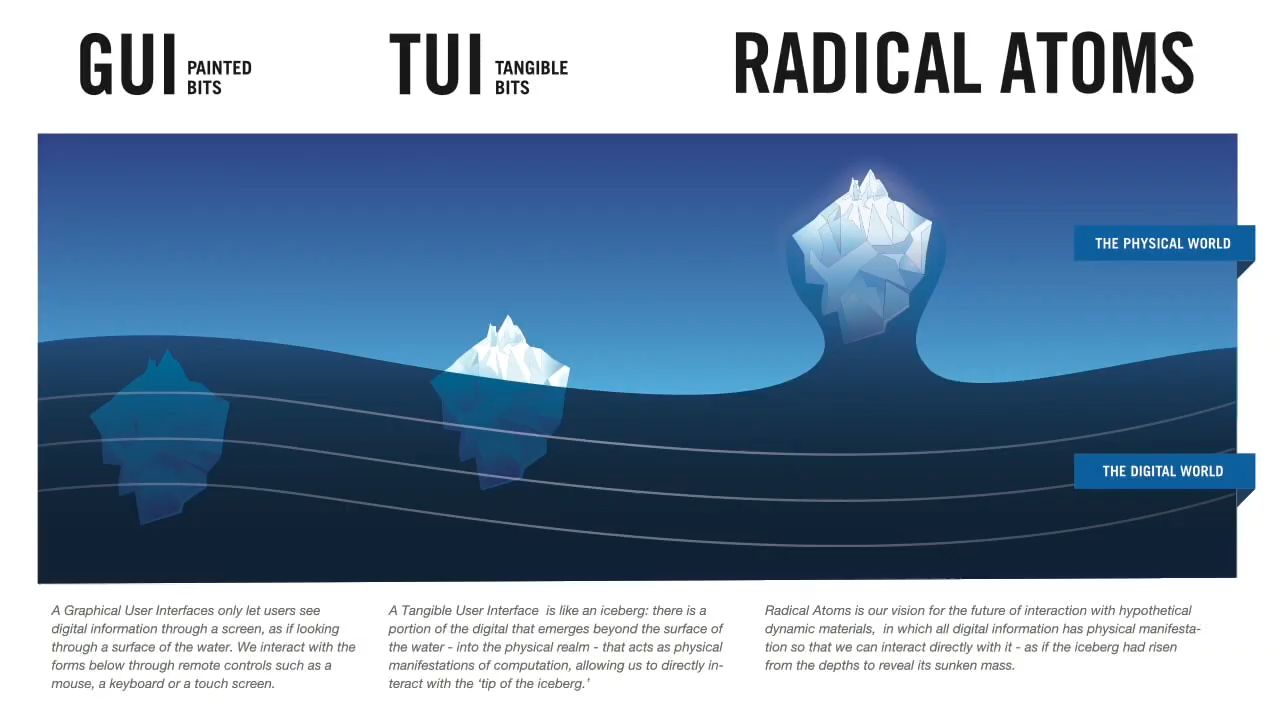 GUI PAINTED
BITS
TUI TANGIBLE
BITS
RADICAL ATOMS
THE PHYSICAL WORLD
THE DIGITAL WORLD
A Graphical User Interfaces only let users see
digital information through a screen, as if looking
through a surface of the water. We interact with the
forms below through remote controls such as a
mouse, a keyboard or a touch screen.
A Tangible User Interface is like an iceberg: there is a
portion of the digital that emerges beyond the surface of
the water - into the physical realm - that acts as physical
manifestations of computation, allowing us to directly in-
teract with the ‘tip of the iceberg.’
Radical Atoms is our vision for the future of interaction with hypothetical
dynamic materials, in which all digital information has physical manifesta-
tion so that we can interact directly with it - as if the iceberg had risen
from the depths to reveal its sunken mass.